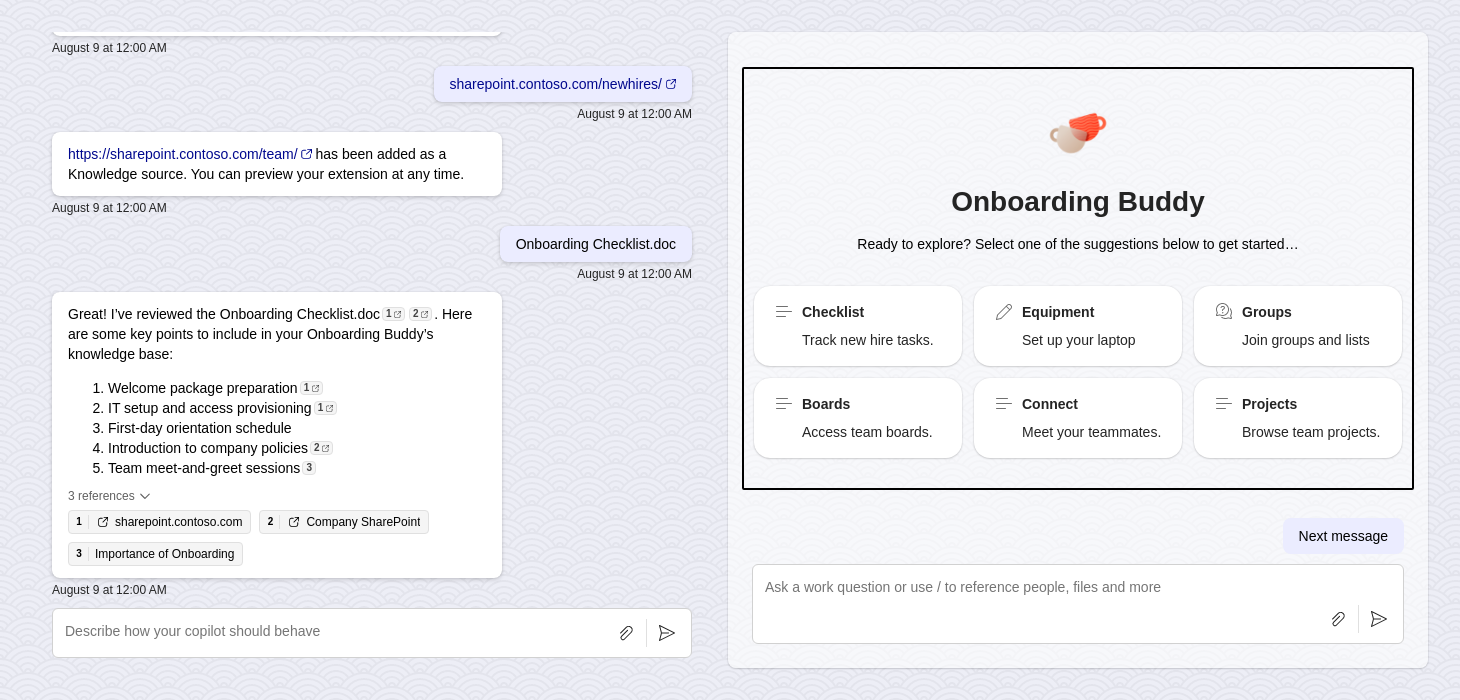 August 9 at 12:00 AM
sharepoint.contoso.com/newhires/
August 9 at 12:00 AM
https://sharepoint.contoso.com/team/ has been added as a
Knowledge source. You can preview your extension at any time.
August 9 at 12:00 AM
Onboarding Checklist.doc
August 9 at 12:00 AM
Great! I’ve reviewed the Onboarding Checklist.doc 1 2 . Here
are some key points to include in your Onboarding Buddy’s
knowledge base:
1. Welcome package preparation 1
2. IT setup and access provisioning 1
3. First-day orientation schedule
4. Introduction to company policies 2
5. Team meet-and-greet sessions 3
3 references
1 sharepoint.contoso.com 2 Company SharePoint
3 Importance of Onboarding
August 9 at 12:00 AM
Describe how your copilot should behave
Onboarding Buddy
Ready to explore? Select one of the suggestions below to get started…
Checklist
Track new hire tasks.
Equipment
Set up your laptop
Groups
Join groups and lists
Boards
Access team boards.
Connect
Meet your teammates.
Projects
Browse team projects.
Next message
Ask a work question or use / to reference people, files and more